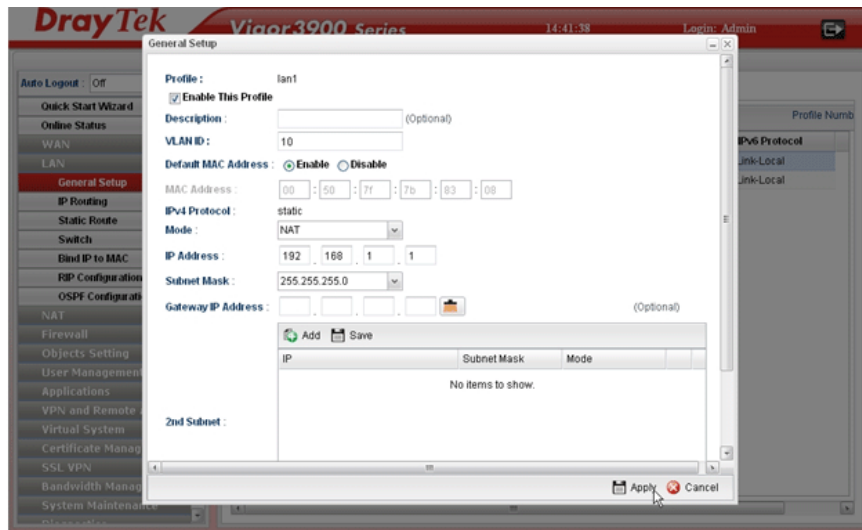 DrayTek Vigor3900 Series 14:41:38 Login: Admin
General Setup
Auto Logout : Off
Quick Start Wizard
Online Status
WAN
LAN
General Setup
IP Routing
Static Route
Switch
Bind IP to MAC
RIP Configuration
OSPF Configurati
NAT
Firewall
Objects Setting
User Management
Applications
VPN and Remote
Virtual System
Certificate Manag
SSL VPN
Bandwidth Manag
System Maintenance
Profile : lan1
Enable This Profile
Description : (Optional)
VLAN ID : 10
Default MAC Address : Enable Disable
MAC Address : 00 : 50 : 7f : 7b : 83 : 08
IPv4 Protocol : static
Mode : NAT
IP Address : 192 . 168 . 1 . 1
Subnet Mask : 255.255.255.0
Gateway IP Address : . . . (Optional)
Add Save
IP Subnet Mask Mode
No items to show.
2nd Subnet :
Apply Cancel
Profile Numb
IPv6 Protocol
Link-Local
Link-Local